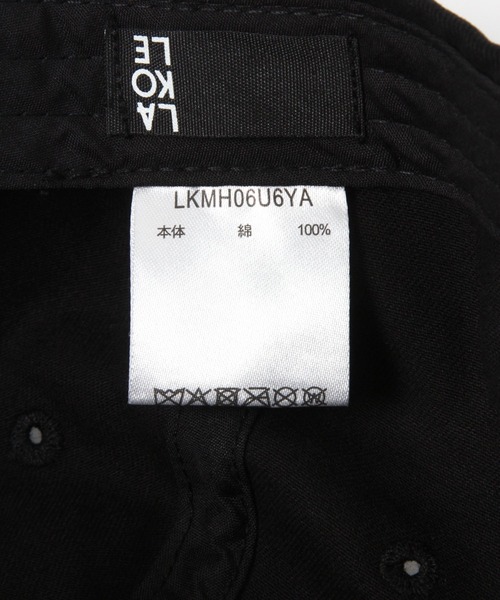 LA
KO
LE
LKMH06U6YA
本体 綿 100%